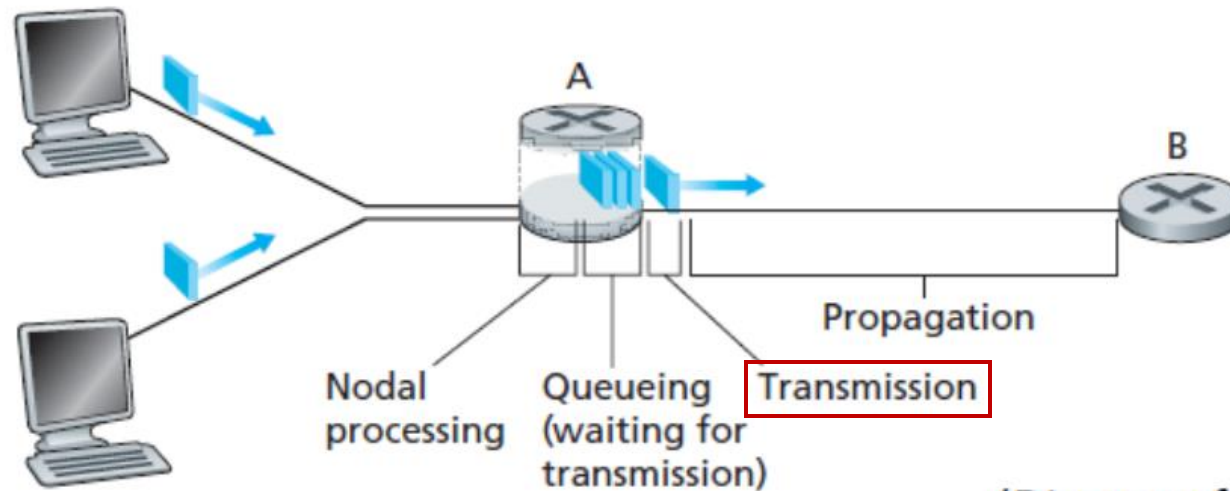 A
B
Propagation
Nodal
processing
Queueing
(waiting for
transmission)
Transmission